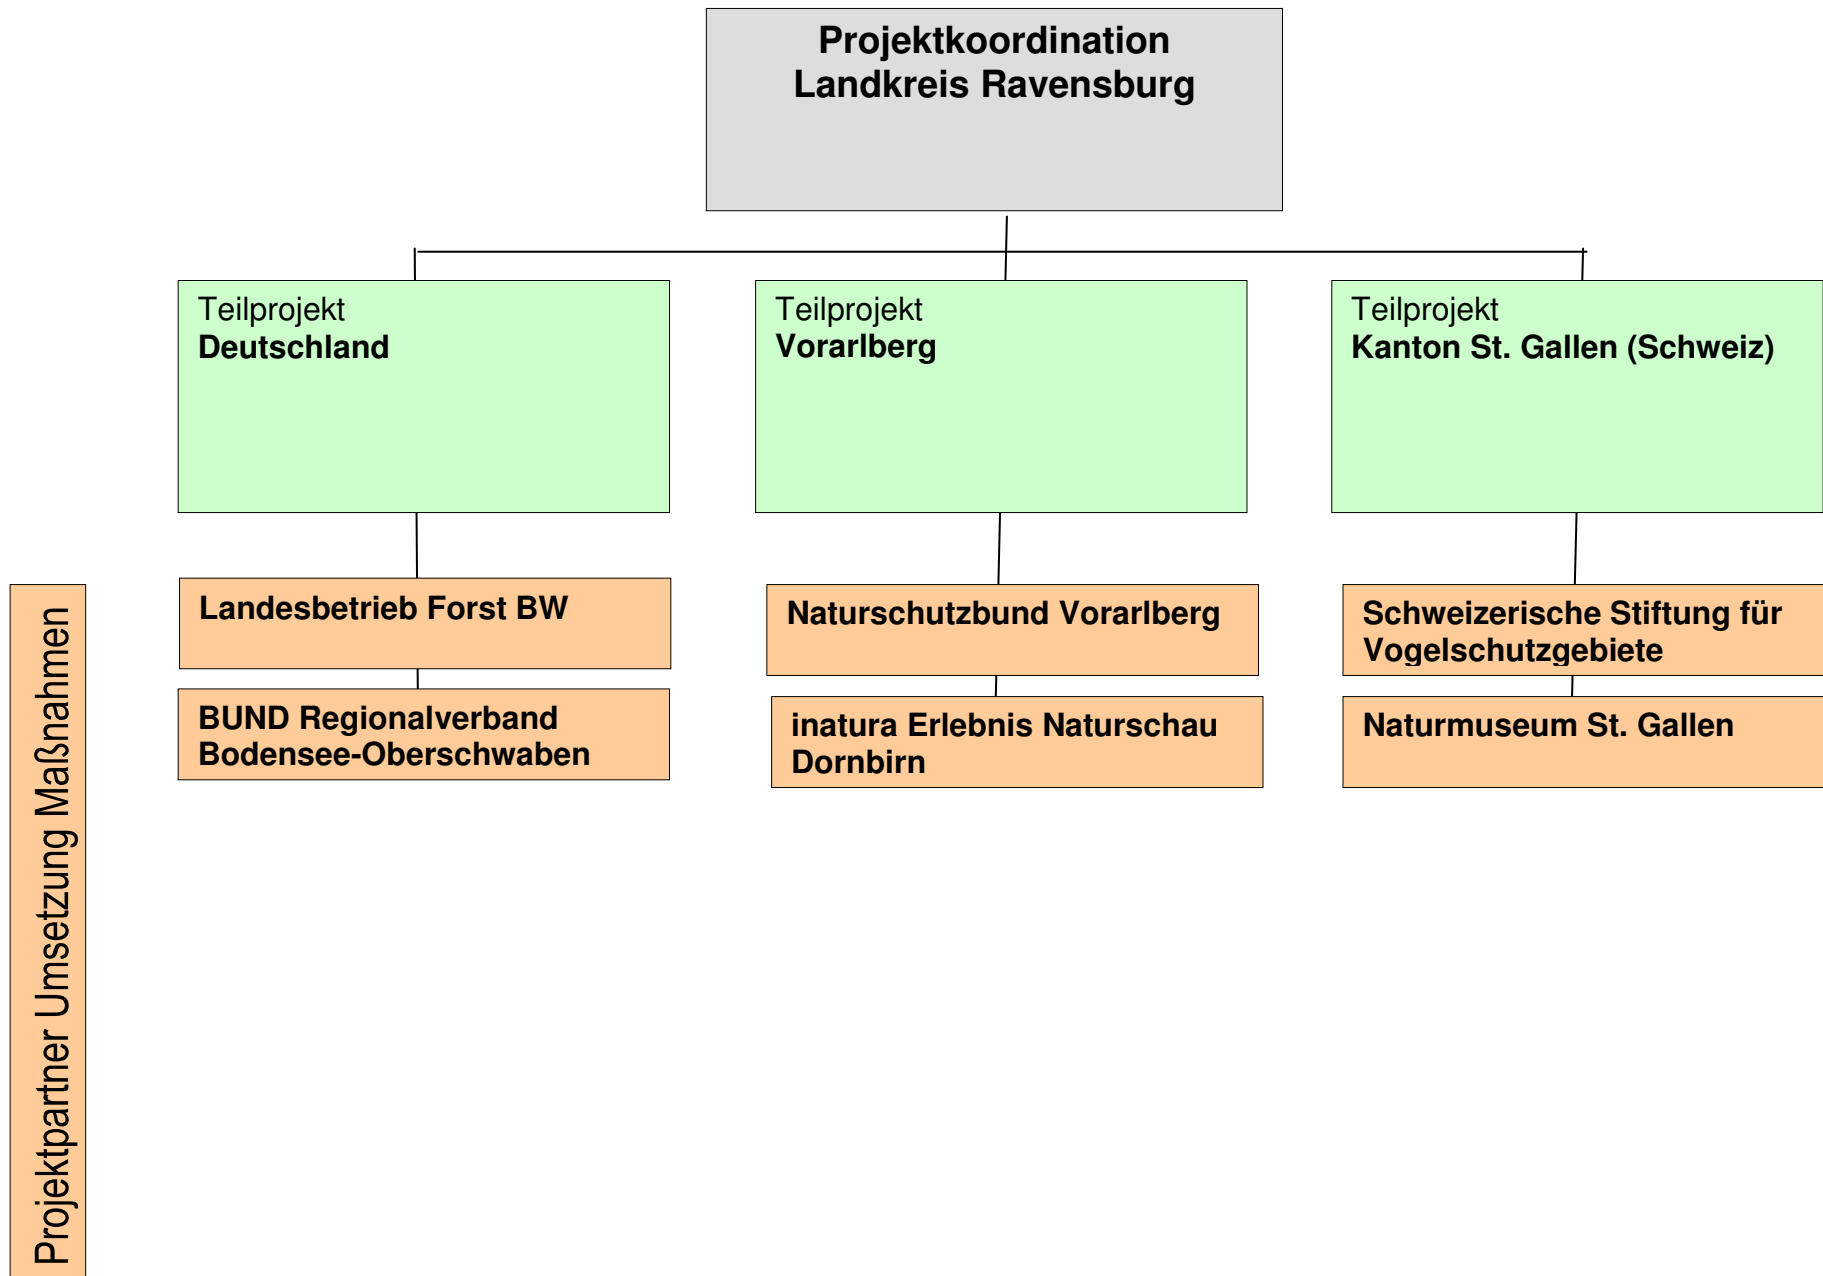 Projektkoordination
Landkreis Ravensburg
Teilprojekt
Deutschland
Teilprojekt
Vorarlberg
Teilprojekt
Kanton St. Gallen (Schweiz)
Projektpartner Umsetzung Maßnahmen
Landesbetrieb Forst BW
BUND Regionalverband
Bodensee-Oberschwaben
Naturschutzbund Vorarlberg
inatura Erlebnis Naturschau
Dornbirn
Schweizerische Stiftung für
Vogelschutzgebiete
Naturmuseum St. Gallen